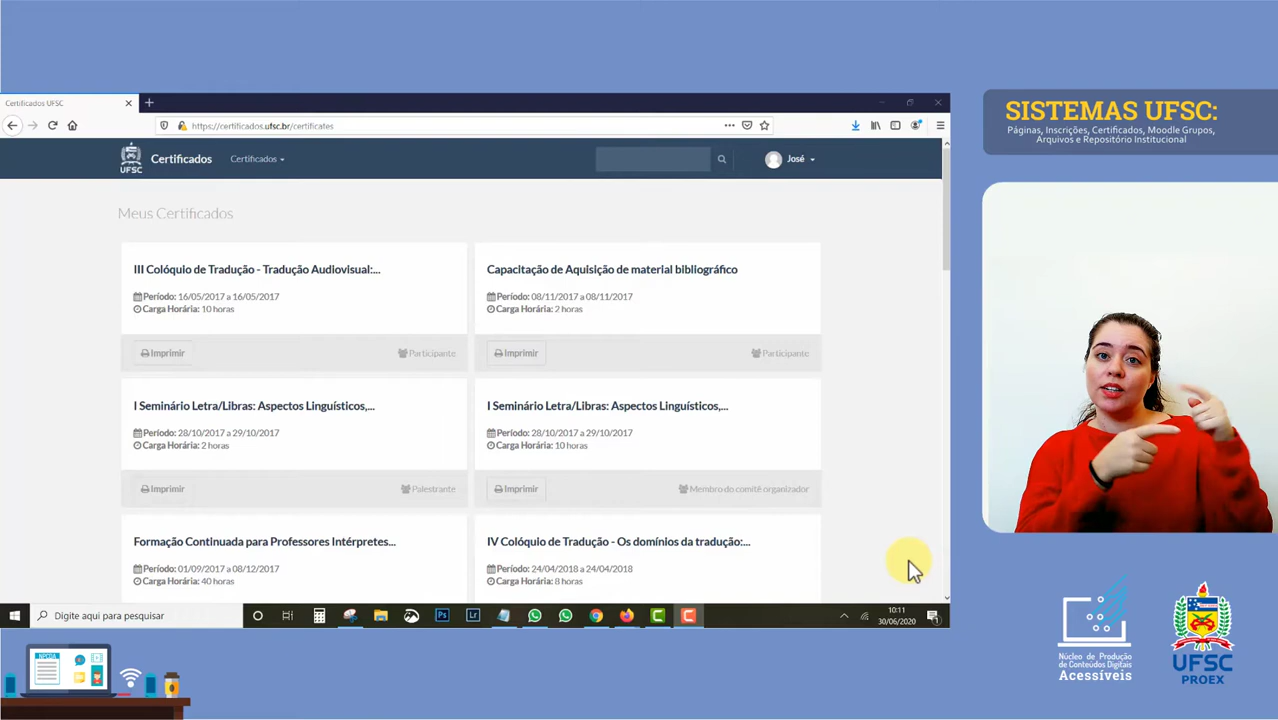 Certificados UFSC
https://certificados.ufsc.br/certificates
UFSC
Certificados
Certificados
José
Meus Certificados
III Colóquio de Tradução - Tradução Audiovisual:...
Período: 16/05/2017 a 16/05/2017
Carga Horária: 10 horas
Imprimir
Participante
Capacitação de Aquisição de material bibliográfico
Período: 08/11/2017 a 08/11/2017
Carga Horária: 2 horas
Imprimir
Participante
I Seminário Letra/Libras: Aspectos Linguísticos,...
Período: 28/10/2017 a 29/10/2017
Carga Horária: 2 horas
Imprimir
Palestrante
I Seminário Letra/Libras: Aspectos Linguísticos,...
Período: 28/10/2017 a 29/10/2017
Carga Horária: 10 horas
Imprimir
Membro do comitê organizador
Formação Continuada para Professores Intérpretes...
Período: 01/09/2017 a 08/12/2017
Carga Horária: 40 horas
IV Colóquio de Tradução - Os domínios da tradução:...
Período: 24/04/2018 a 24/04/2018
Carga Horária: 8 horas
Digite aqui para pesquisar
Ps
Lr
10:11
30/06/2020
SISTEMAS UFSC:
Páginas, Inscrições, Certificados, Moodle Grupos,
Arquivos e Repositório Institucional
Núcleo de Produção
de Conteúdos Digitais
Acessíveis
UFSC
PROEX
NPCDA